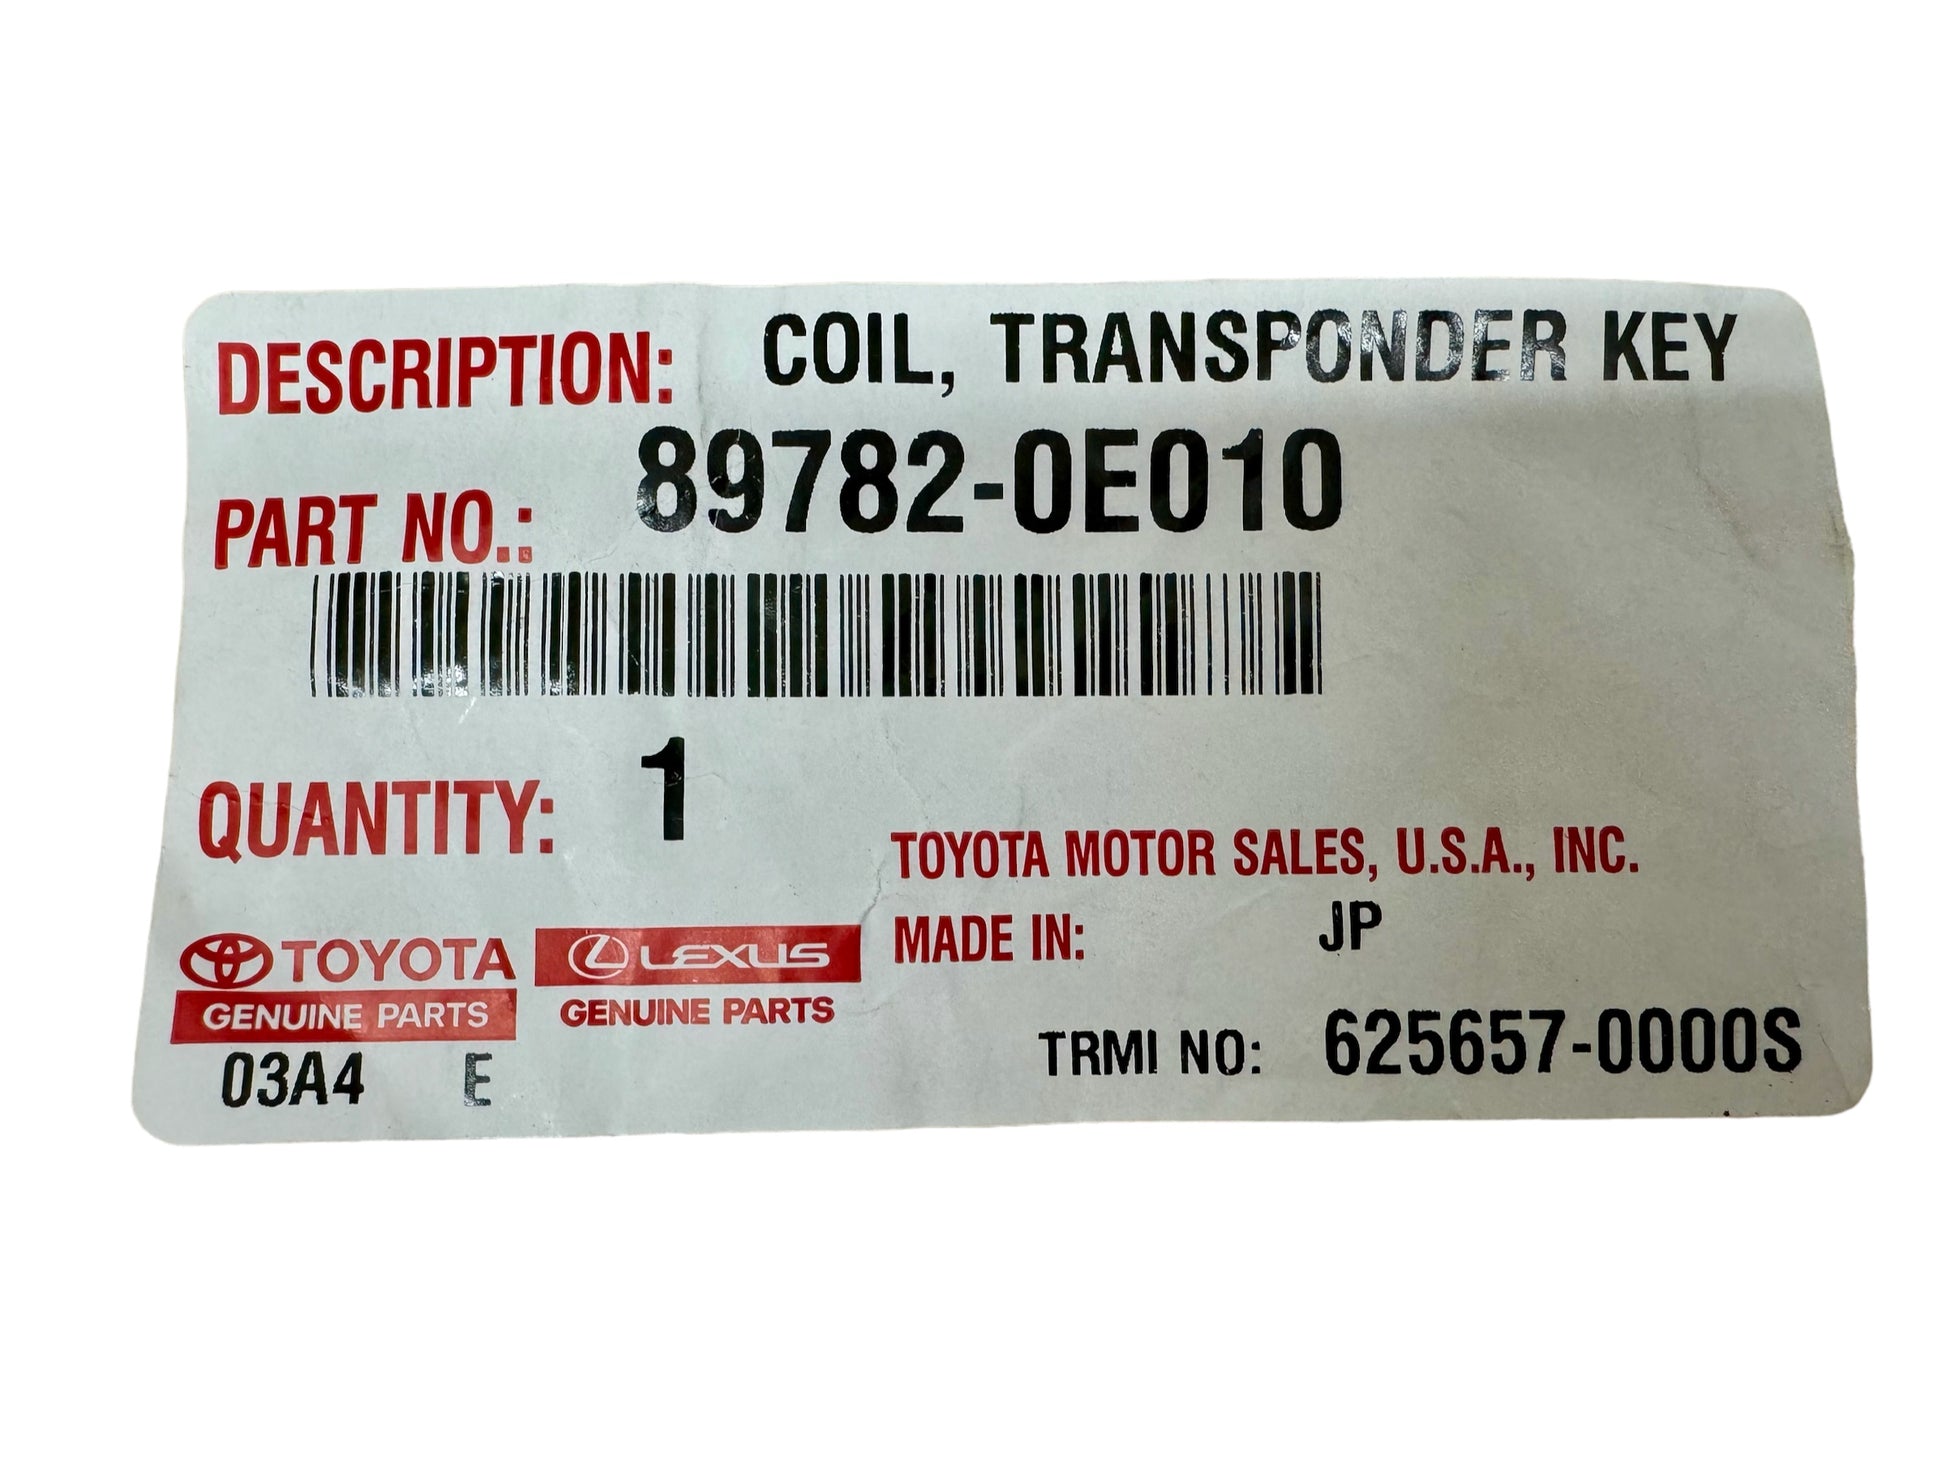 DESCRIPTION: COIL, TRANSPONDER KEY
PART NO.: 89782-0E010
QUANTITY: 1
TOYOTA MOTOR SALES, U.S.A., INC.
MADE IN: JP
TOYOTA
GENUINE PARTS
LEXUS
GENUINE PARTS
TRMI NO: 625657-0000S
03A4 E